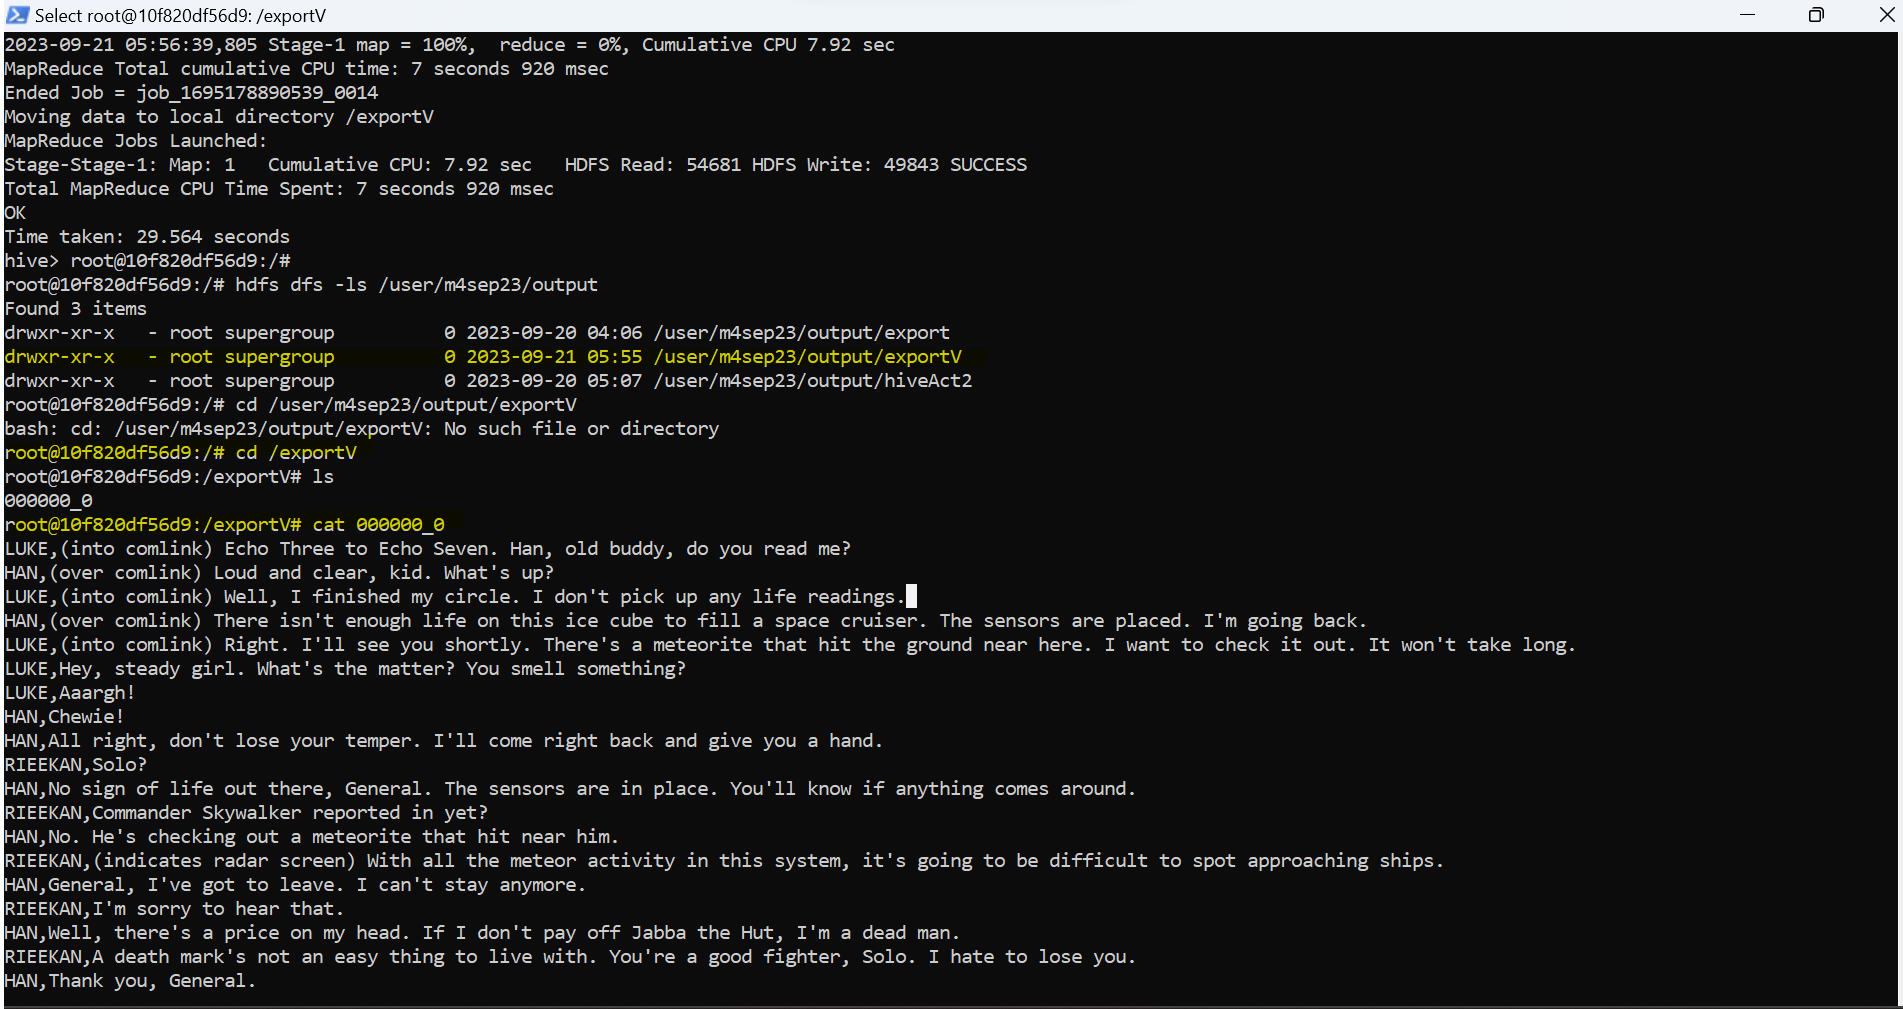 Select root@10f820df56d9: /exportV
2023-09-21 05:56:39,805 Stage-1 map = 100%,  reduce = 0%, Cumulative CPU 7.92 sec
MapReduce Total cumulative CPU time: 7 seconds 920 msec
Ended Job = job_1695178890539_0014
Moving data to local directory /exportV
MapReduce Jobs Launched:
Stage-Stage-1: Map: 1   Cumulative CPU: 7.92 sec   HDFS Read: 54681 HDFS Write: 49843 SUCCESS
Total MapReduce CPU Time Spent: 7 seconds 920 msec
OK
Time taken: 29.564 seconds
hive> root@10f820df56d9:/#
root@10f820df56d9:/# hdfs dfs -ls /user/m4sep23/output
Found 3 items
drwxr-xr-x   - root supergroup          0 2023-09-20 04:06 /user/m4sep23/output/export
drwxr-xr-x   - root supergroup          0 2023-09-21 05:55 /user/m4sep23/output/exportV
drwxr-xr-x   - root supergroup          0 2023-09-20 05:07 /user/m4sep23/output/hiveAct2
root@10f820df56d9:/# cd /user/m4sep23/output/exportV
bash: cd: /user/m4sep23/output/exportV: No such file or directory
root@10f820df56d9:/# cd /exportV
root@10f820df56d9:/exportV# ls
000000_0
root@10f820df56d9:/exportV# cat 000000_0
LUKE,(into comlink) Echo Three to Echo Seven. Han, old buddy, do you read me?
HAN,(over comlink) Loud and clear, kid. What's up?
LUKE,(into comlink) Well, I finished my circle. I don't pick up any life readings.
HAN,(over comlink) There isn't enough life on this ice cube to fill a space cruiser. The sensors are placed. I'm going back.
LUKE,(into comlink) Right. I'll see you shortly. There's a meteorite that hit the ground near here. I want to check it out. It won't take long.
LUKE,Hey, steady girl. What's the matter? You smell something?
LUKE,Aaargh!
HAN,Chewie!
HAN,All right, don't lose your temper. I'll come right back and give you a hand.
RIEEKAN,Solo?
HAN,No sign of life out there, General. The sensors are in place. You'll know if anything comes around.
RIEEKAN,Commander Skywalker reported in yet?
HAN,No. He's checking out a meteorite that hit near him.
RIEEKAN,(indicates radar screen) With all the meteor activity in this system, it's going to be difficult to spot approaching ships.
HAN,General, I've got to leave. I can't stay anymore.
RIEEKAN,I'm sorry to hear that.
HAN,Well, there's a price on my head. If I don't pay off Jabba the Hut, I'm a dead man.
RIEEKAN,A death mark's not an easy thing to live with. You're a good fighter, Solo. I hate to lose you.
HAN,Thank you, General.